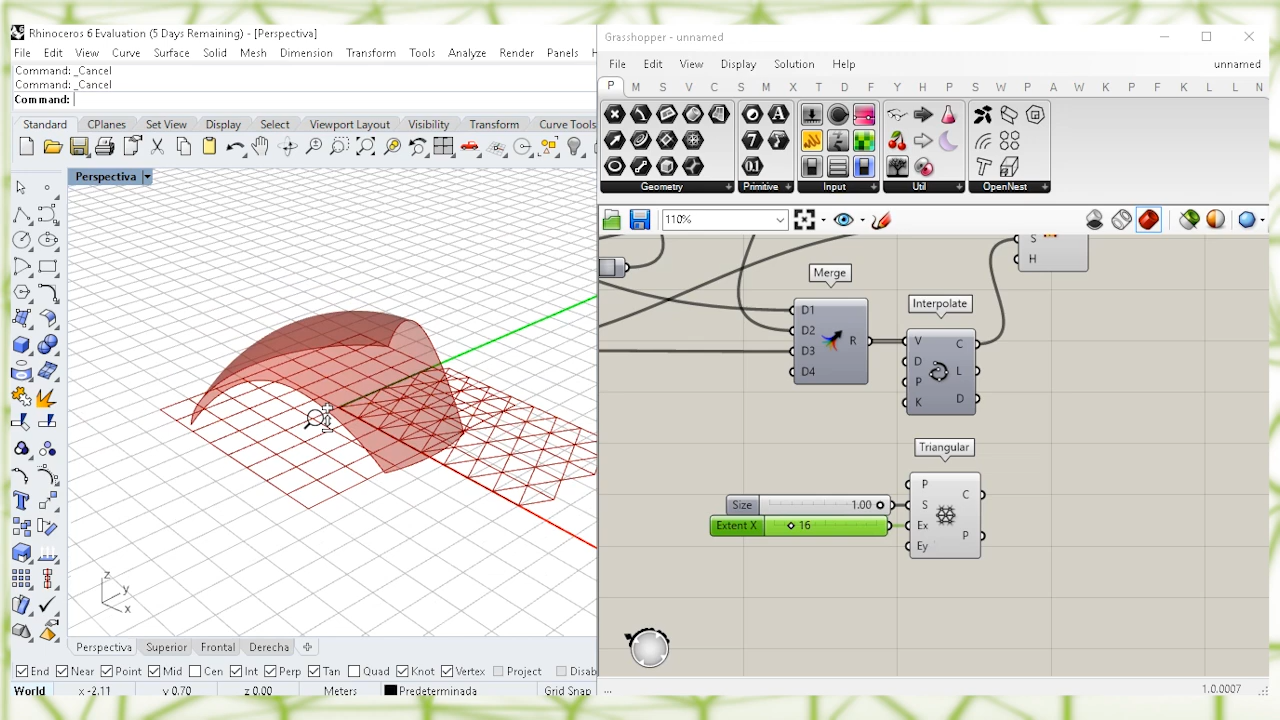 Rhinoceros 6 Evaluation (5 Days Remaining) - [Perspectiva]
File Edit View Curve Surface Solid Mesh Dimension Transform Tools Analyze Render Panels
Command: _Cancel
Command: _Cancel
Command:
Standard CPlanes Set View Display Select Viewport Layout Visibility Transform Curve Tools
Perspectiva
z
y
x
Perspectiva Superior Frontal Derecha
End Near Point Mid Cen Int Perp Tan Quad Knot Vertex Project Disab
World x -2.11 y 0.70 z 0.00 Meters Predeterminada Grid Snap
Grasshopper - unnamed
File Edit View Display Solution Help unnamed
P M S V C S M X T D F Y H P A W H P C P F K L L N
A
7
0.1
Geometry Primitive Input Util OpenNest
110%
S
H
Merge
D1
D2
D3
D4
R
Interpolate
V
D
P
K
C
L
D
Triangular
P
S
Ex
Ey
C
P
Size 1.00
Extent X 16
... 1.0.0007